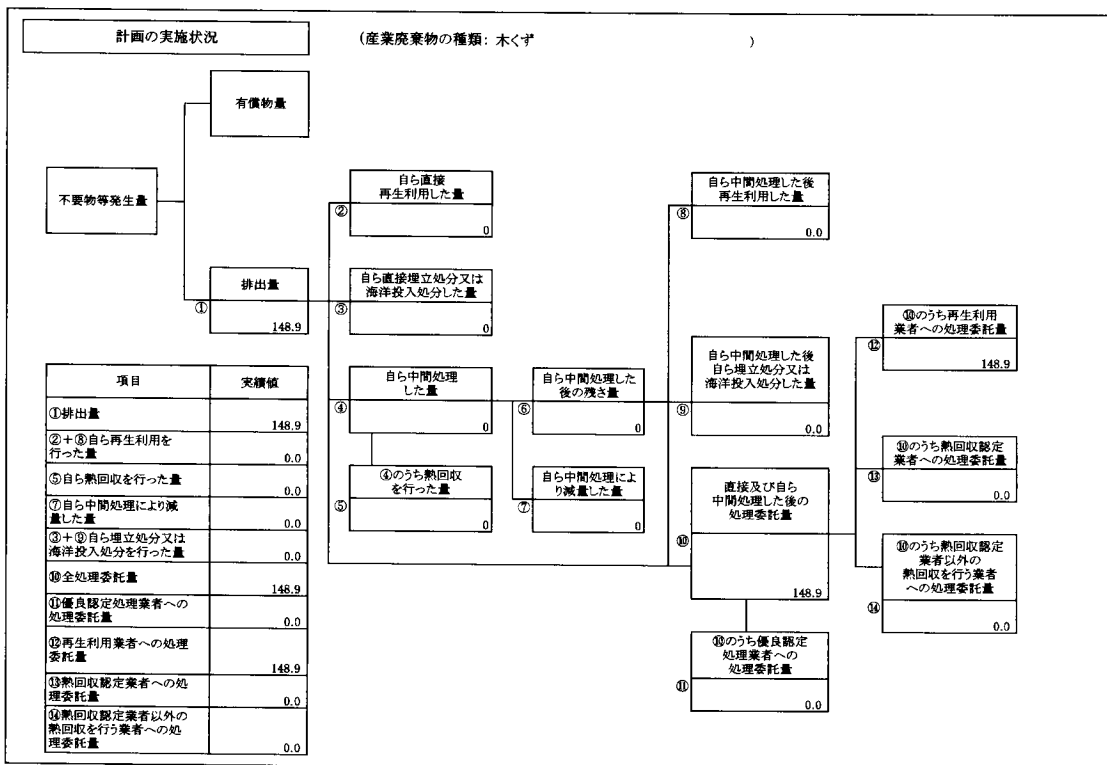 計画の実施状況
(産業廃棄物の種類: 木くず )
有償物量
不要物等発生量
排出量
①
148.9
自ら直接
再生利用した量
②
0
自ら直接埋立処分又は
海洋投入処分した量
③
0
自ら中間処理
した量
④
0
④のうち熱回収
を行った量
⑤
0
自ら中間処理した
後の残さ量
⑥
0
自ら中間処理によ
り減量した量
⑦
0
自ら中間処理した後
再生利用した量
⑧
0.0
自ら中間処理した後
自ら埋立処分又は
海洋投入処分した量
⑨
0.0
直接及び自ら
中間処理した後の
処理委託量
⑩
148.9
⑩のうち優良認定
処理業者への
処理委託量
⑪
0.0
⑩のうち再生利用
業者への処理委託量
⑫
148.9
⑩のうち熱回収認定
業者への処理委託量
⑬
0.0
⑩のうち熱回収認定
業者以外の
熱回収を行う業者
への処理委託量
⑭
0.0
項目 実績値
①排出量
148.9
②+⑧自ら再生利用を
行った量
0.0
⑤自ら熱回収を行った量
0.0
⑦自ら中間処理により減
量した量
0.0
③+⑨自ら埋立処分又は
海洋投入処分を行った量
0.0
⑩全処理委託量
148.9
⑪優良認定処理業者への
処理委託量
0.0
⑫再生利用業者への処理
委託量
148.9
⑬熱回収認定業者への処
理委託量
0.0
⑭熱回収認定業者以外の
熱回収を行う業者への処
理委託量
0.0